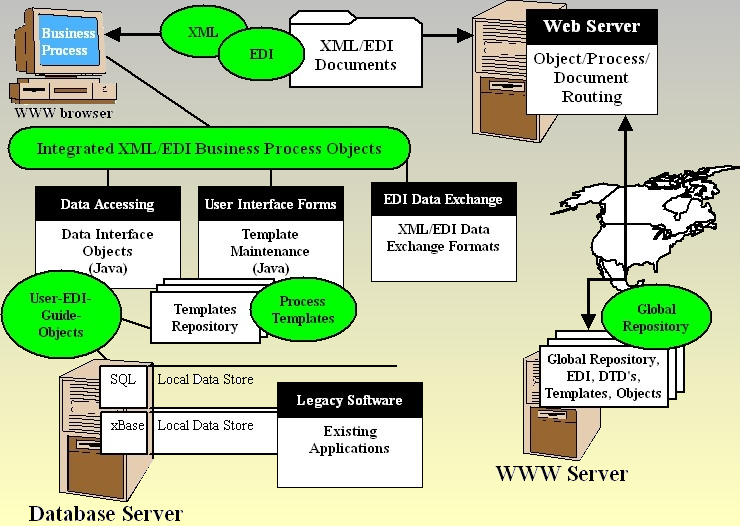 Business
Process
WWW browser
XML
EDI
XML/EDI
Documents
Web Server
Object/Process/
Document
Routing
Integrated XML/EDI Business Process Objects
Data Accessing
Data Interface
Objects
(Java)
User Interface Forms
Template
Maintenance
(Java)
EDI Data Exchange
XML/EDI Data
Exchange Formats
User-EDI-
Guide-
Objects
Templates
Repository
Process
Templates
Global
Repository
Global Repository,
EDI, DTD's,
Templates, Objects
WWW Server
SQL
Local Data Store
xBase
Local Data Store
Legacy Software
Existing
Applications
Database Server